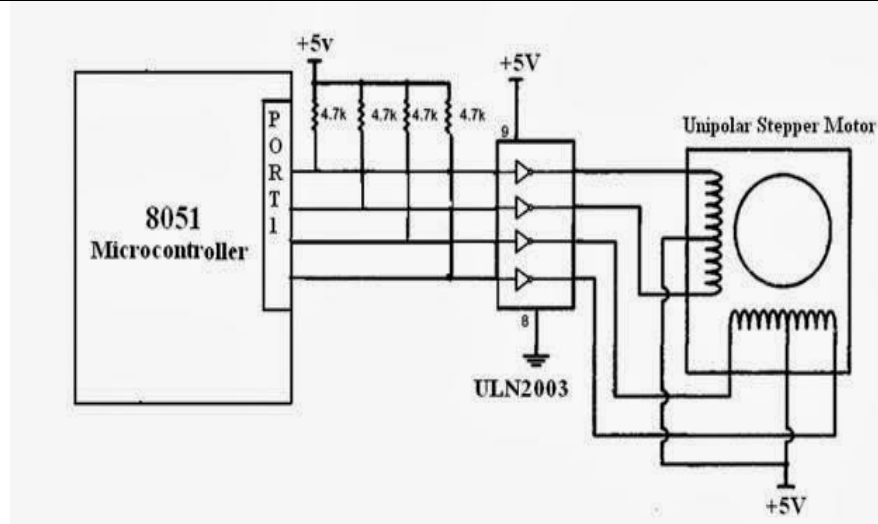 +5v
+5V
4.7k 4.7k 4.7k 4.7k
9
Unipolar Stepper Motor
P
O
R
T
1
8051
Microcontroller
8
ULN2003
+5V